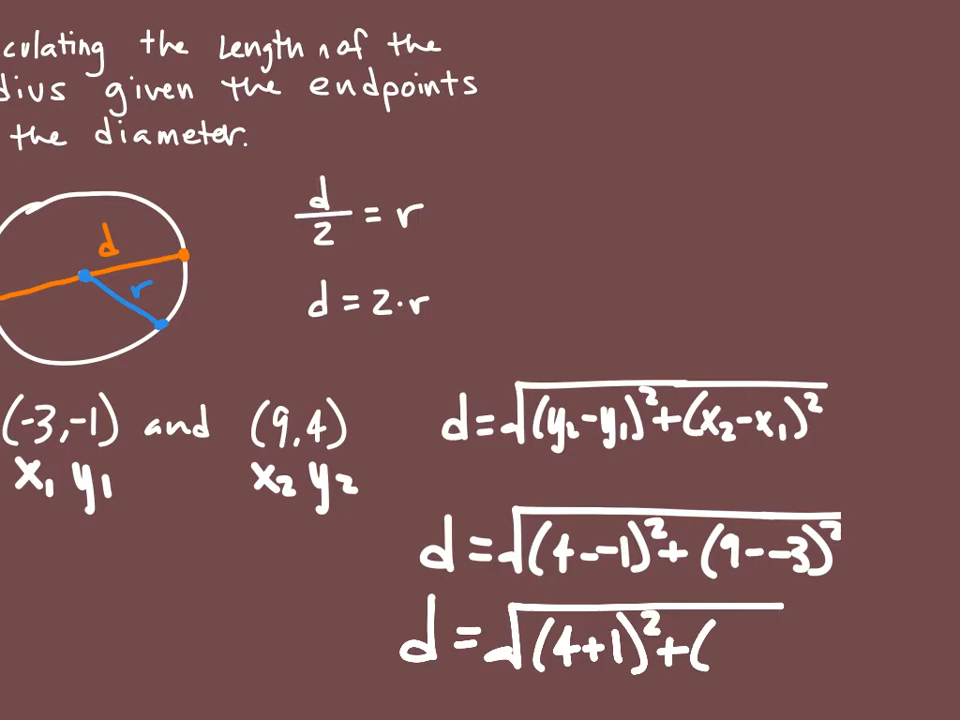 culating the length of the
dius given the endpoints
the diameter.
d/2 = r
d
r
d = 2·r
(-3,-1) and (9,4)
x₁ y₁ x₂ y₂
d=√(y₂-y₁)²+(x₂-x₁)²
d=√(4--1)²+(9--3)²
d=√(4+1)²+(